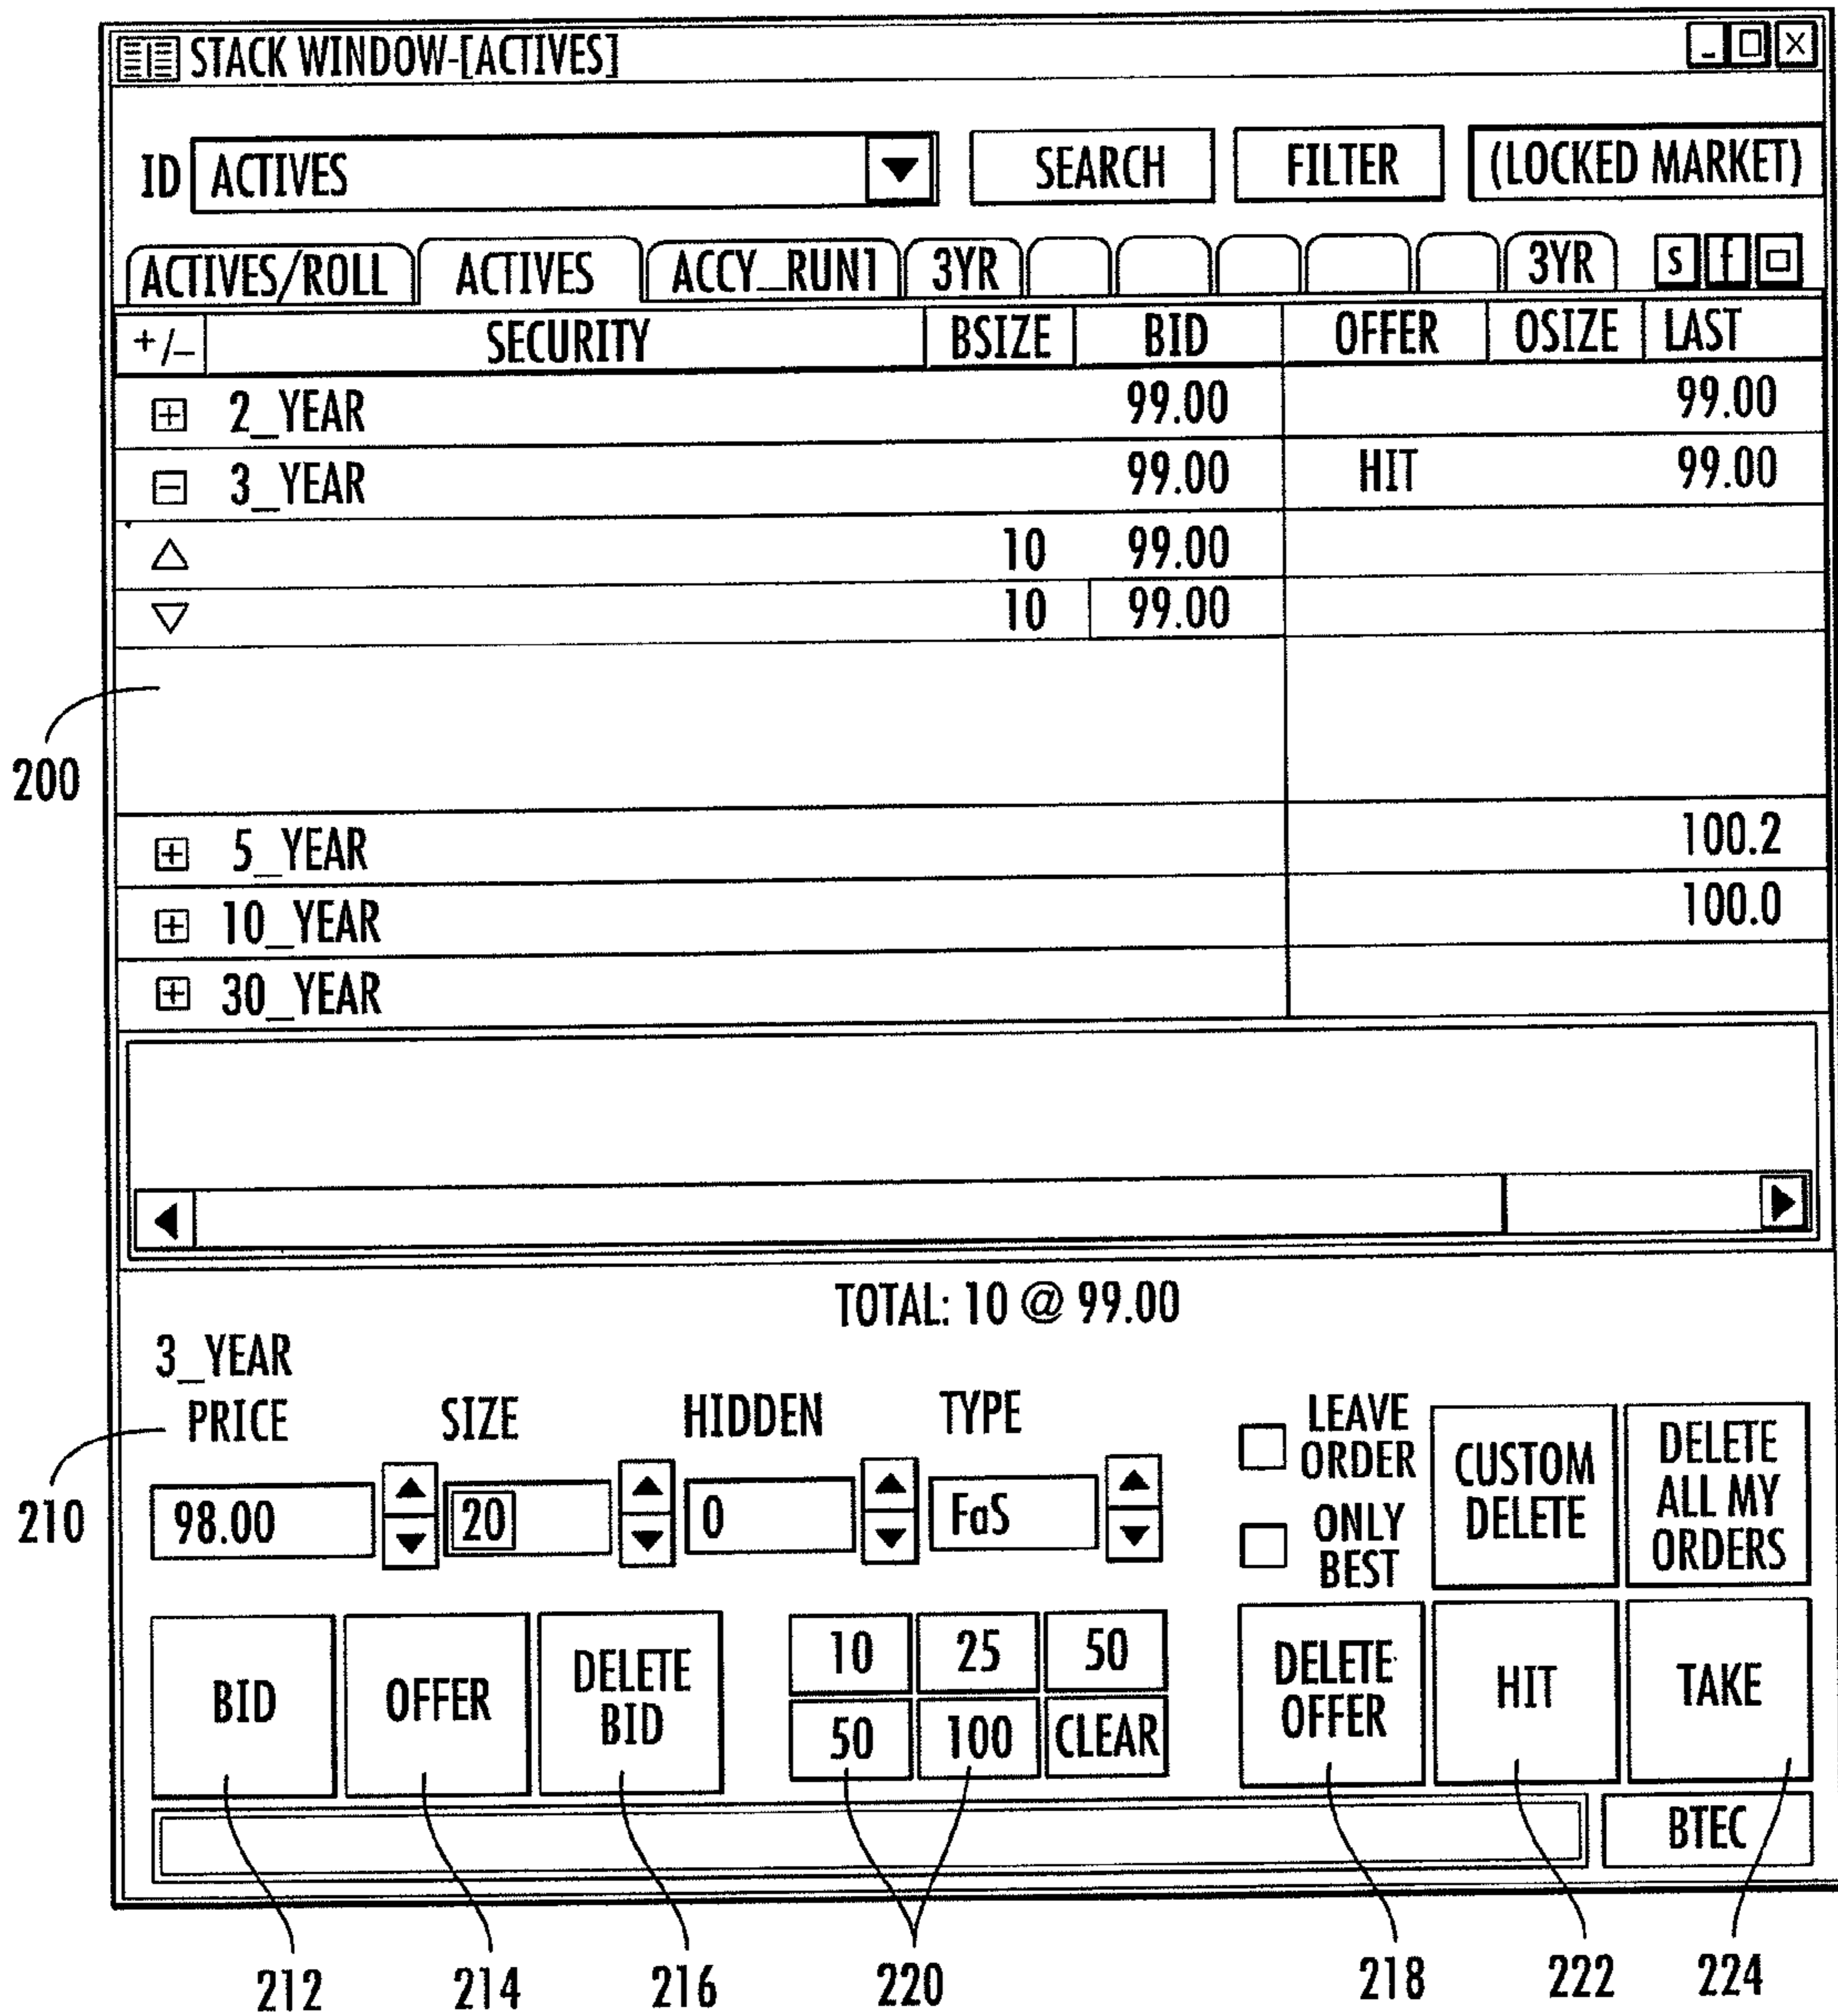 STACK WINDOW-[ACTIVES]
ID ACTIVES SEARCH FILTER (LOCKED MARKET)
ACTIVES/ROLL ACTIVES ACCY_RUN1 3YR 3YR s f
+/- SECURITY BSIZE BID OFFER OSIZE LAST
2_YEAR 99.00 99.00
3_YEAR 99.00 HIT 99.00
10 99.00
10 99.00
200
5_YEAR 100.2
10_YEAR 100.0
30_YEAR
TOTAL: 10 @ 99.00
3_YEAR
PRICE SIZE HIDDEN TYPE
210
98.00 20 0 FaS
LEAVE ORDER
ONLY BEST
CUSTOM DELETE
DELETE ALL MY ORDERS
BID OFFER DELETE BID
10 25 50
50 100 CLEAR
DELETE OFFER HIT TAKE
BTEC
212 214 216 220 218 222 224